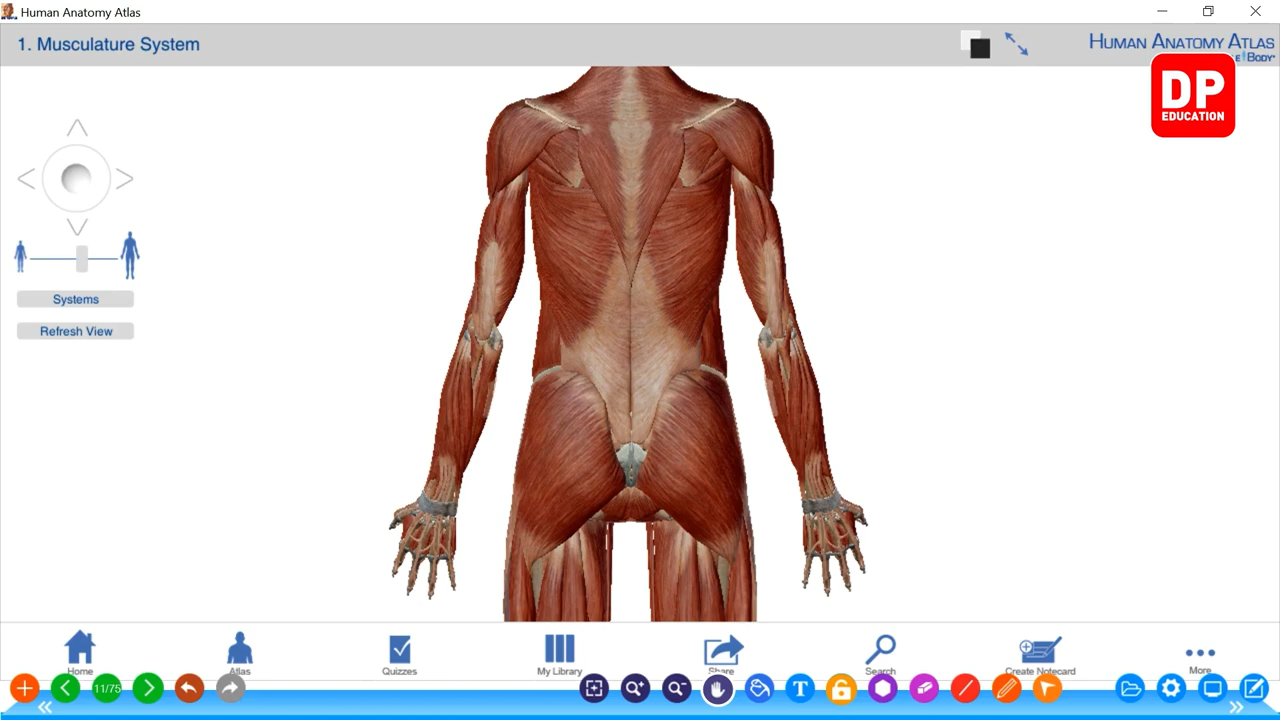 Human Anatomy Atlas
1. Musculature System
HUMAN ANATOMY ATLAS
BODY
DP
EDUCATION
Systems
Refresh View
Home
Atlas
Quizzes
My Library
Share
Search
Create Notecard
More
11/75
T